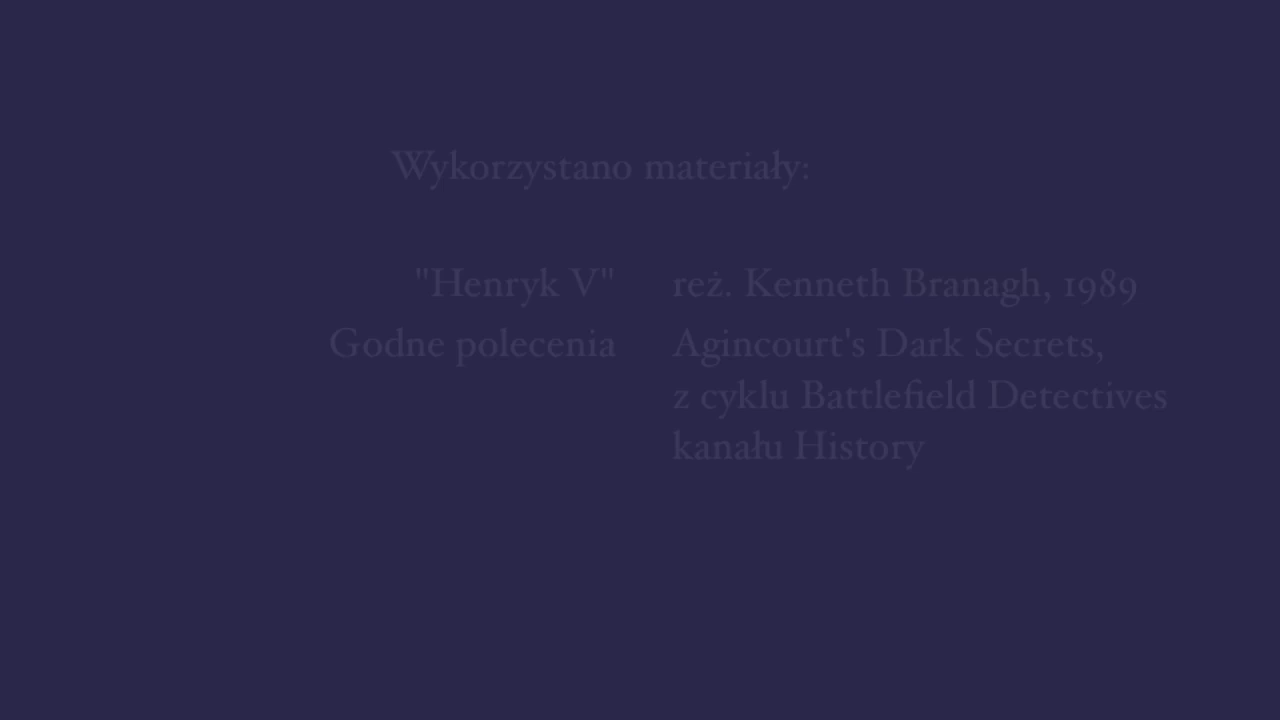 Wykorzystano materiały:
"Henryk V" reż. Kenneth Branagh, 1989
Godne polecenia Agincourt's Dark Secrets,
z cyklu Battlefield Detectives
kanału History